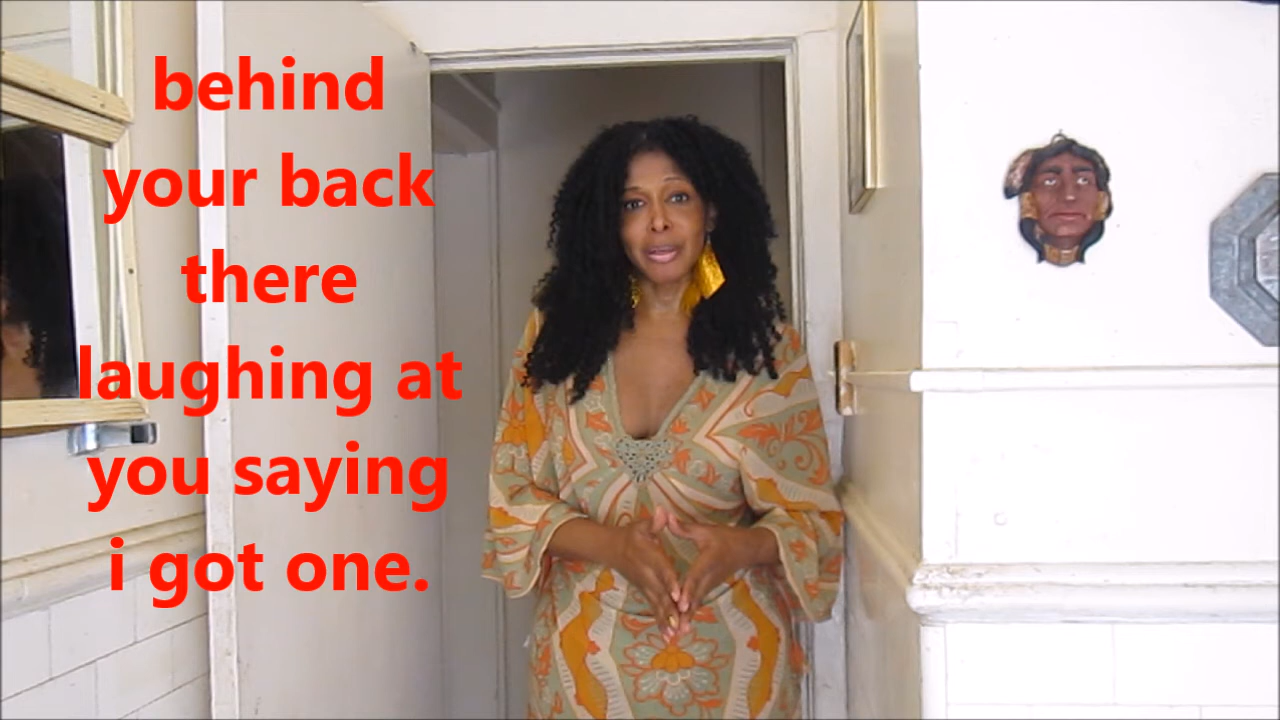 behind
your back
there
laughing at
you saying
i got one.